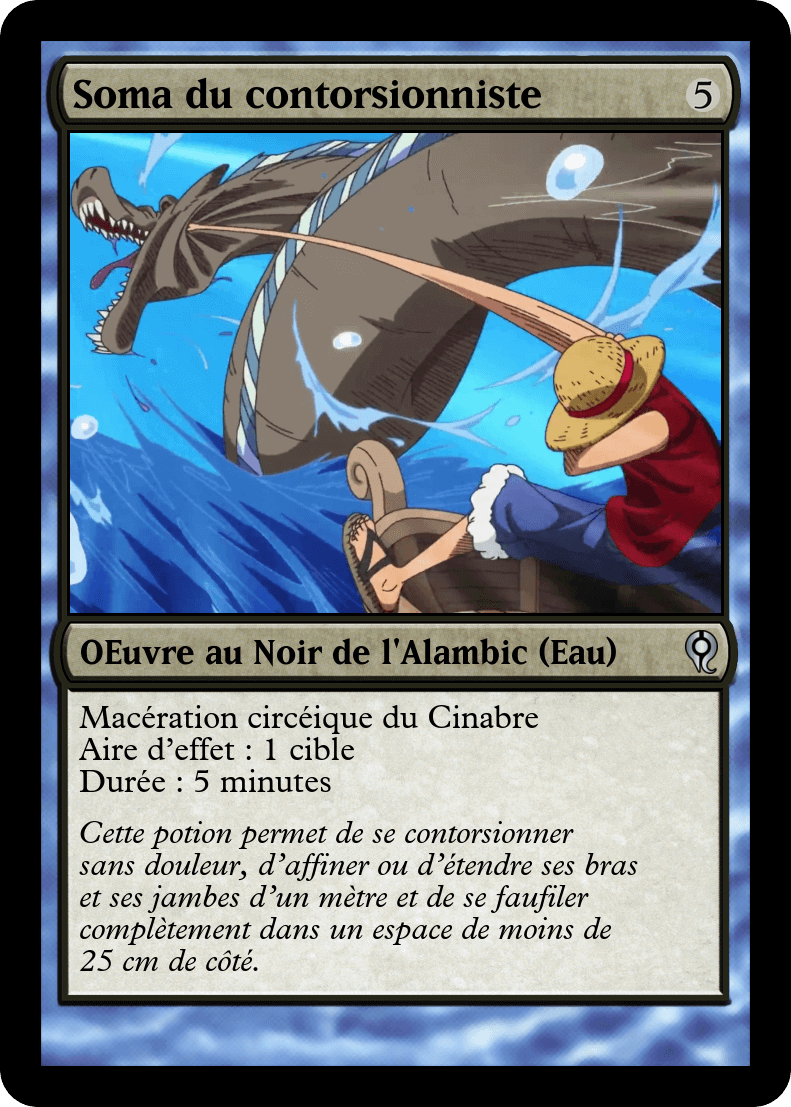 Soma du contorsionniste 5
OEuvre au Noir de l'Alambic (Eau)
Macération circéique du Cinabre
Aire d’effet : 1 cible
Durée : 5 minutes
Cette potion permet de se contorsionner
sans douleur, d’affiner ou d’étendre ses bras
et ses jambes d’un mètre et de se faufiler
complètement dans un espace de moins de
25 cm de côté.